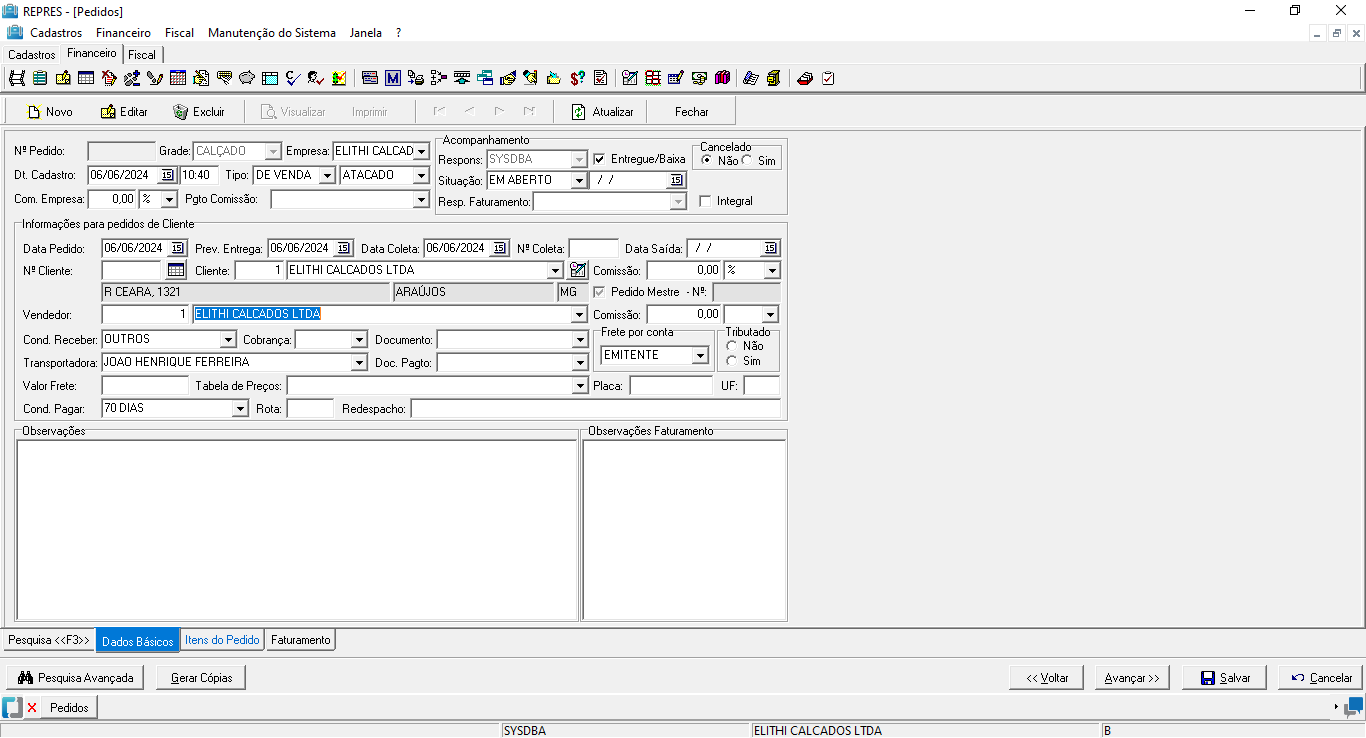 REPRES - [Pedidos]
Cadastros Financeiro Fiscal Manutenção do Sistema Janela ?
Cadastros Financeiro Fiscal
Novo Editar Excluir Visualizar Imprimir Atualizar Fechar
Nº Pedido: Grade: CALÇADO Empresa: ELITHI CALCAD
Dt. Cadastro: 06/06/2024 15 10:40 Tipo: DE VENDA ATACADO
Com. Empresa: 0,00 % Pgto Comissão:
Acompanhamento
Respons: SYSDBA Entregue/Baixa
Cancelado
Não Sim
Situação: EM ABERTO / / 15
Resp. Faturamento: Integral
Informações para pedidos de Cliente
Data Pedido: 06/06/2024 15 Prev. Entrega: 06/06/2024 15 Data Coleta: 06/06/2024 15 Nº Coleta: Data Saída: / / 15
Nº Cliente: Cliente: 1 ELITHI CALCADOS LTDA Comissão: 0,00 %
R CEARA, 1321 ARAÚJOS MG Pedido Mestre - Nº:
Vendedor: 1 ELITHI CALCADOS LTDA Comissão: 0,00
Cond. Receber: OUTROS Cobrança: Documento:
Frete por conta
EMITENTE
Tributado
Não
Sim
Transportadora: JOAO HENRIQUE FERREIRA Doc. Pagto:
Valor Frete: Tabela de Preços: Placa: UF:
Cond. Pagar: 70 DIAS Rota: Redespacho:
Observações Observações Faturamento
Pesquisa <<F3>> Dados Básicos Itens do Pedido Faturamento
Pesquisa Avançada Gerar Cópias << Voltar Avançar >> Salvar Cancelar
Pedidos
SYSDBA ELITHI CALCADOS LTDA B